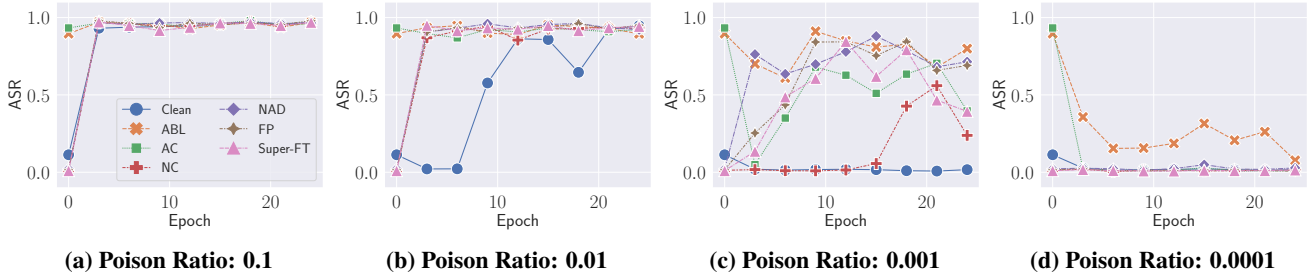 ASR
1.0
0.5
0.0
0
10
20
Epoch
Clean
ABL
AC
NC
NAD
FP
Super-FT
(a) Poison Ratio: 0.1
ASR
1.0
0.5
0.0
0
10
20
Epoch
(b) Poison Ratio: 0.01
ASR
1.0
0.5
0.0
0
10
20
Epoch
(c) Poison Ratio: 0.001
ASR
1.0
0.5
0.0
0
10
20
Epoch
(d) Poison Ratio: 0.0001